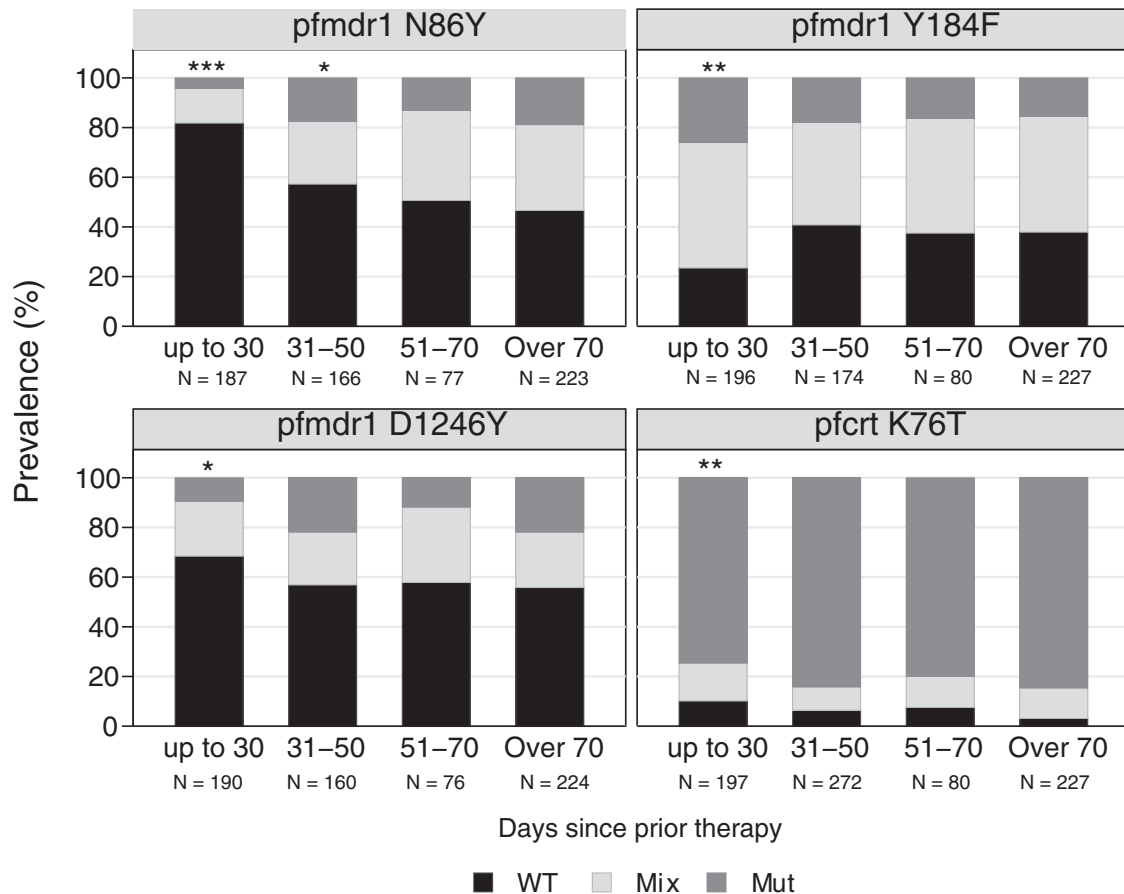 pfmdr1 N86Y
pfmdr1 Y184F
Prevalence (%)
100
80
60
40
20
0
***
*
**
up to 30
31–50
51–70
Over 70
up to 30
31–50
51–70
Over 70
N = 187
N = 166
N = 77
N = 223
N = 196
N = 174
N = 80
N = 227
pfmdr1 D1246Y
pfcrt K76T
100
80
60
40
20
0
*
**
up to 30
31–50
51–70
Over 70
up to 30
31–50
51–70
Over 70
N = 190
N = 160
N = 76
N = 224
N = 197
N = 272
N = 80
N = 227
Days since prior therapy
WT
Mix
Mut